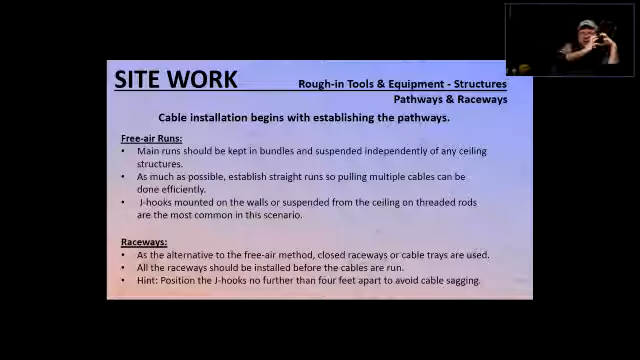 SITE WORK
Rough-in Tools & Equipment - Structures
Pathways & Raceways
Cable installation begins with establishing the pathways.
Free-air Runs:
• Main runs should be kept in bundles and suspended independently of any ceiling
structures.
• As much as possible, establish straight runs so pulling multiple cables can be
done efficiently.
• J-hooks mounted on the walls or suspended from the ceiling on threaded rods
are the most common in this scenario.
Raceways:
• As the alternative to the free-air method, closed raceways or cable trays are used.
• All the raceways should be installed before the cables are run.
• Hint: Position the J-hooks no further than four feet apart to avoid cable sagging.